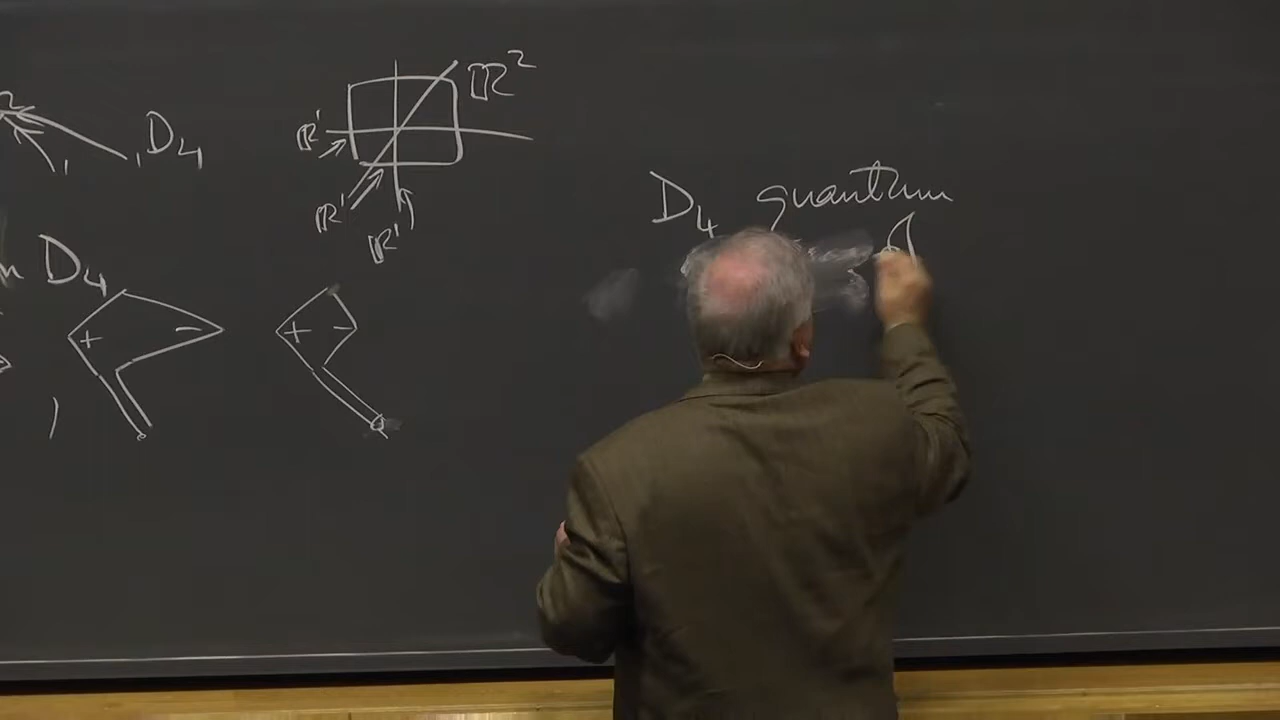 D₄
ℝ²
ℝ¹
ℝ¹
ℝ¹
D₄
+ −
+ −
D₄ quantum